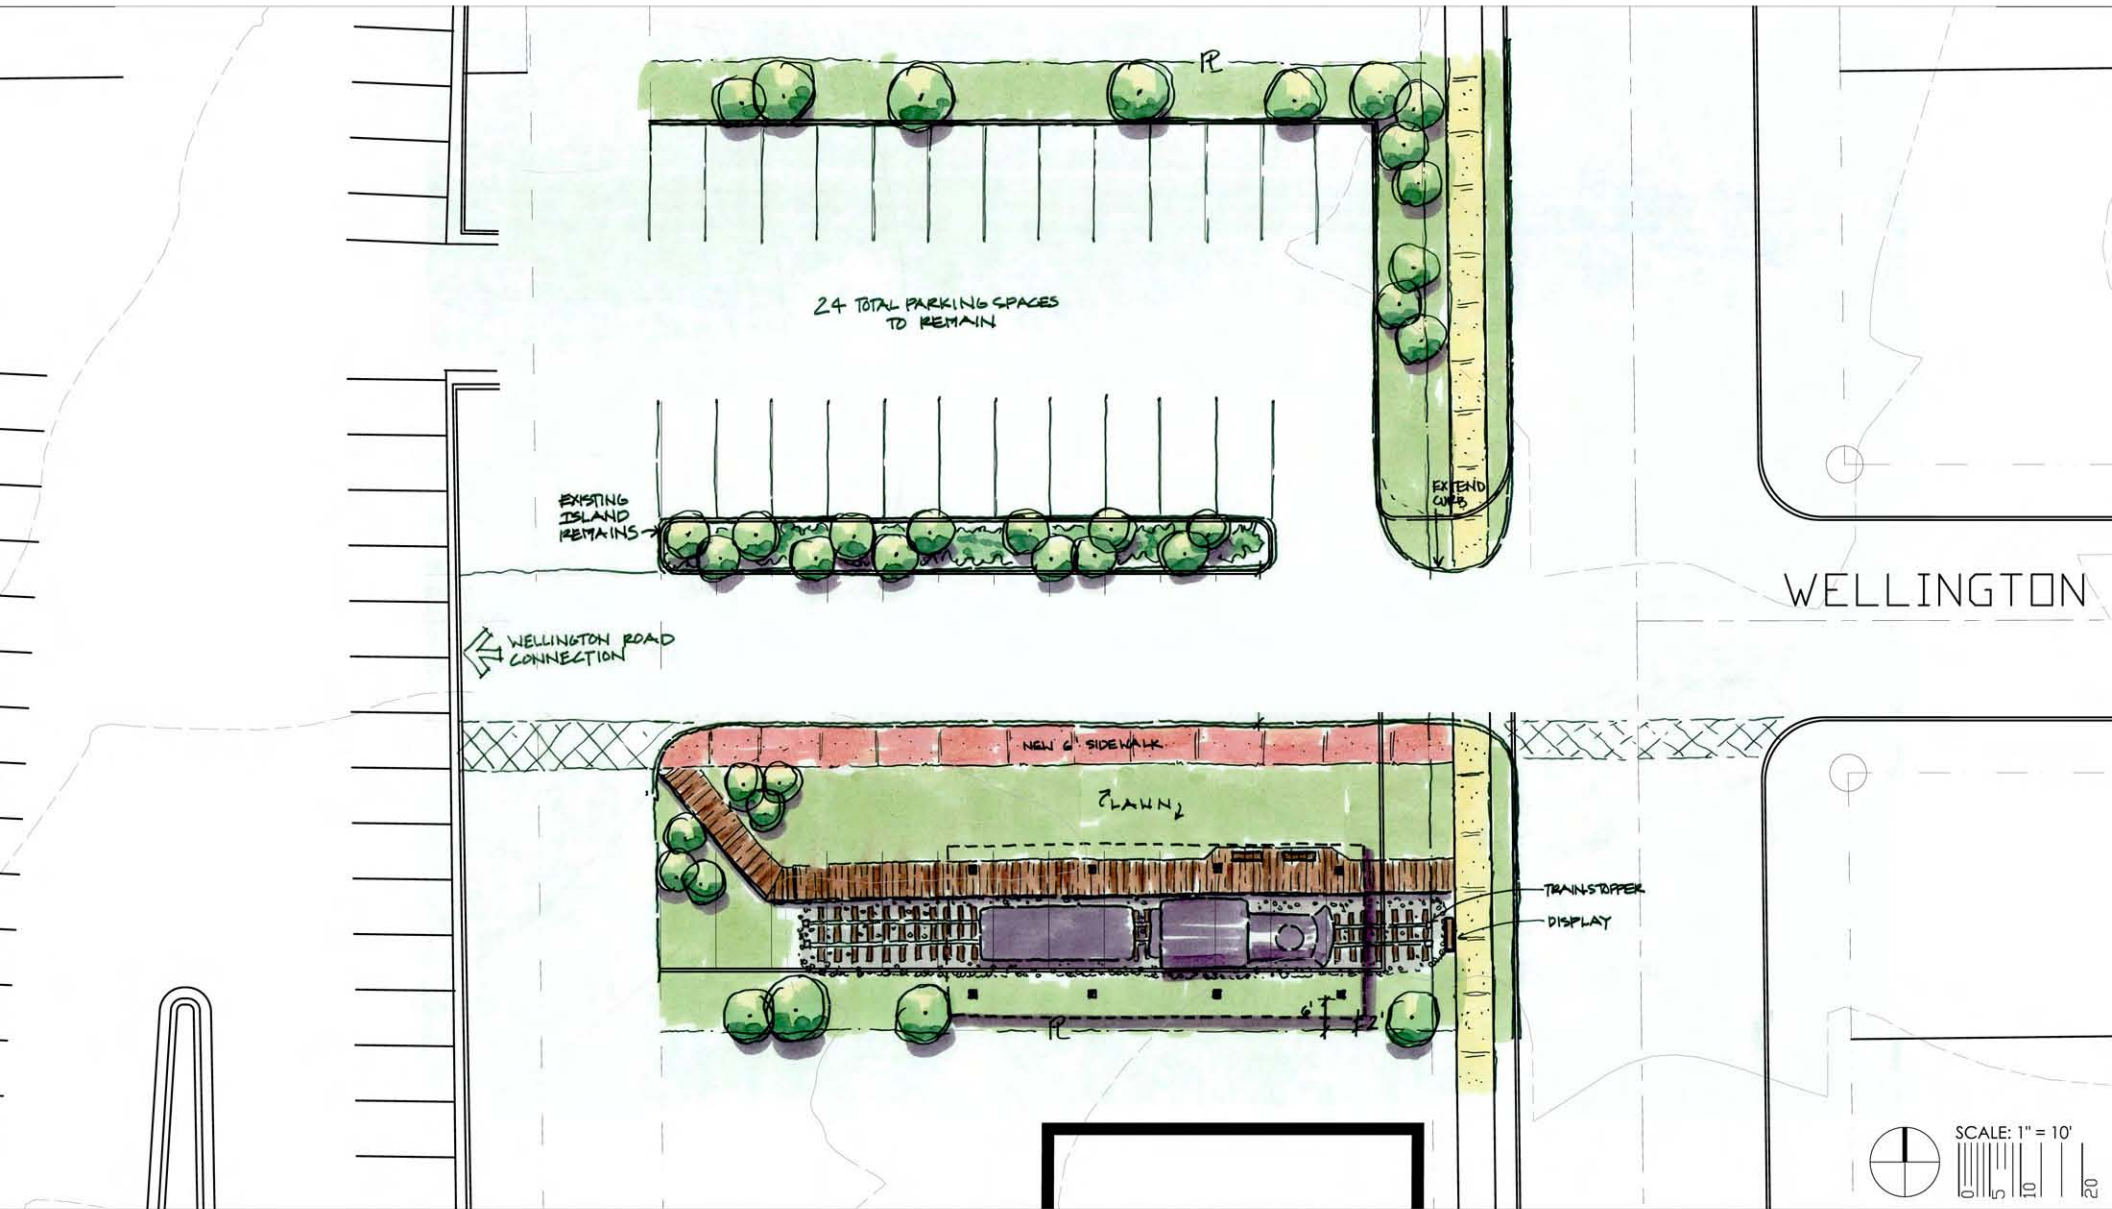 PL
24 TOTAL PARKING SPACES
TO REMAIN
EXTEND
CURB
EXISTING
ISLAND
REMAINS
WELLINGTON
WELLINGTON ROAD
CONNECTION
NEW 6' SIDEWALK
LAWN
TRAIN STOPPER
DISPLAY
6'
2'
PL
SCALE: 1" = 10'
0 5 10 20